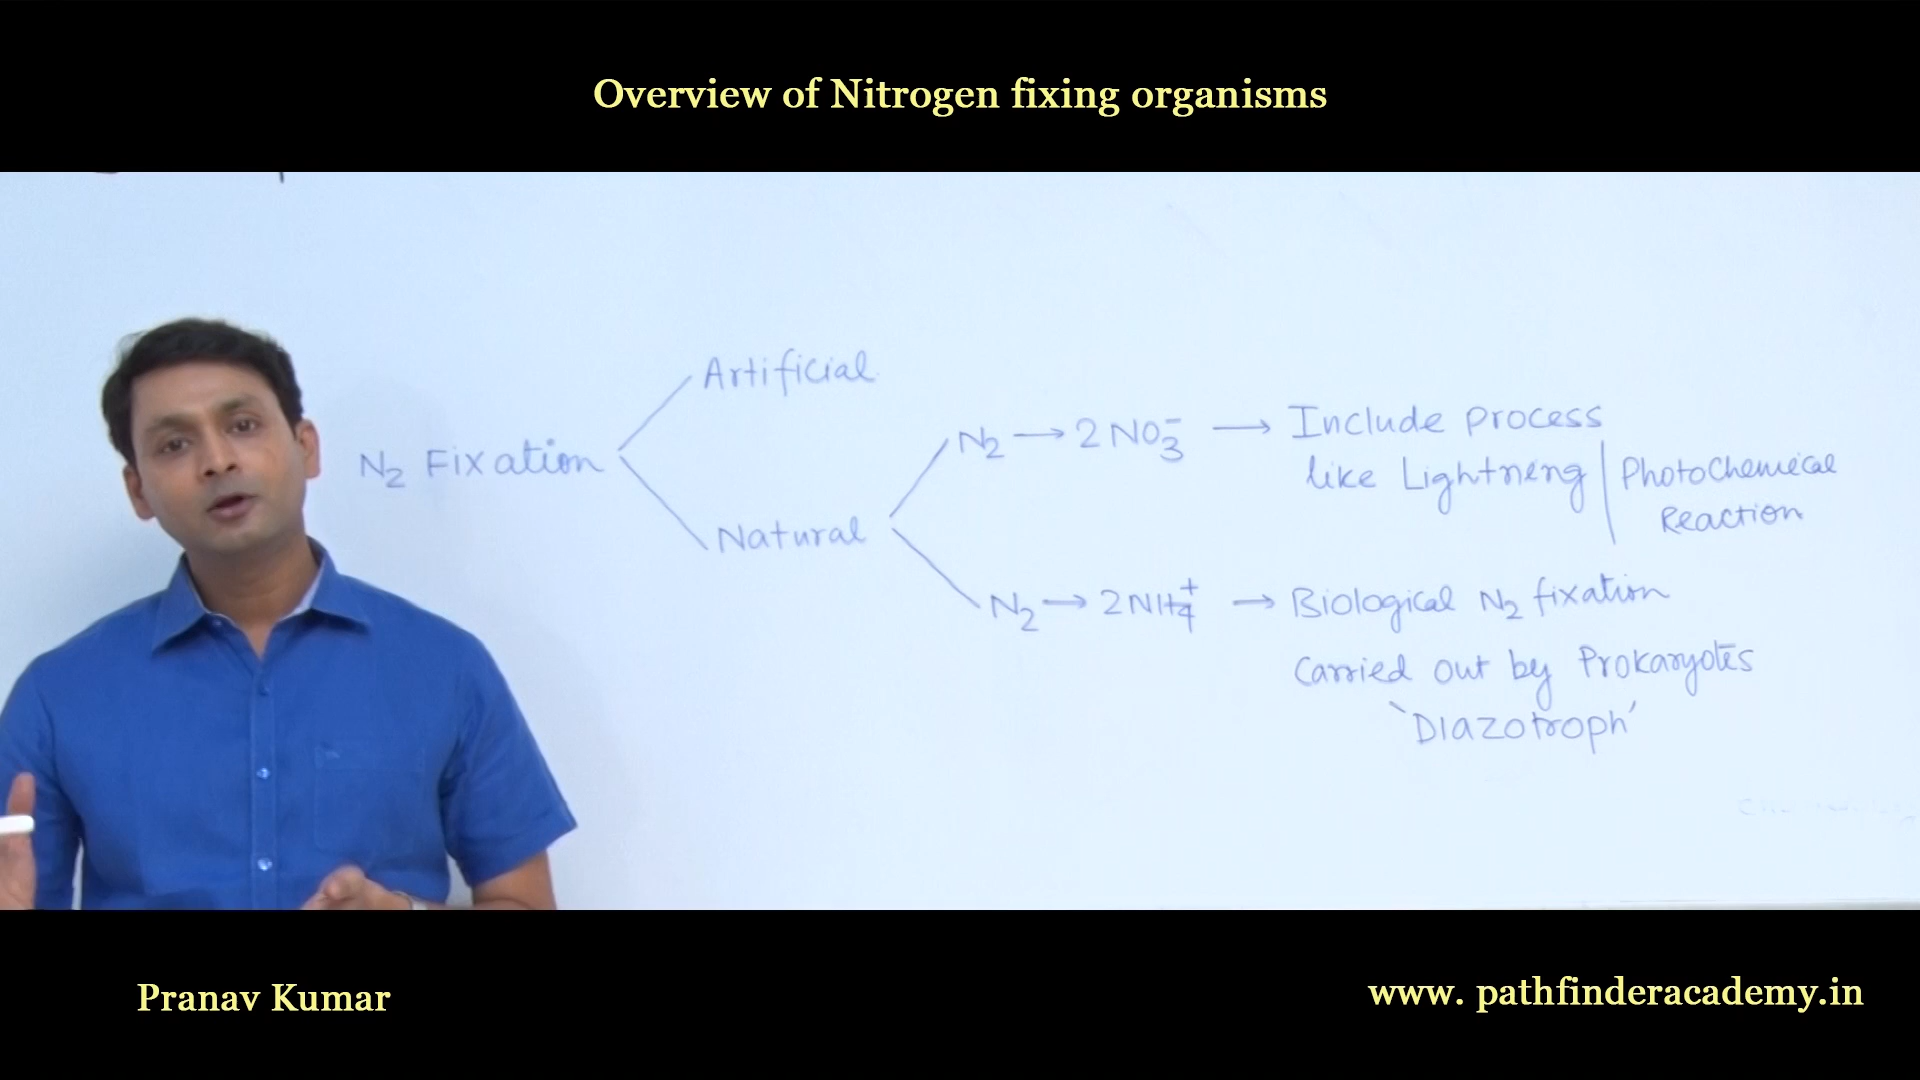 Overview of Nitrogen fixing organisms
N₂ Fixation
Artificial
Natural
N₂ → 2NO₃⁻ → Include process
like Lightning | Photochemical
Reaction
N₂ → 2NH₄⁺ → Biological N₂ fixation
Carried out by Prokaryotes
`Diazotroph'
Pranav Kumar
www. pathfinderacademy.in